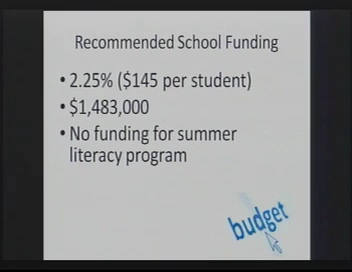 Recommended School Funding
• 2.25% ($145 per student)
• $1,483,000
• No funding for summer
literacy program
budget